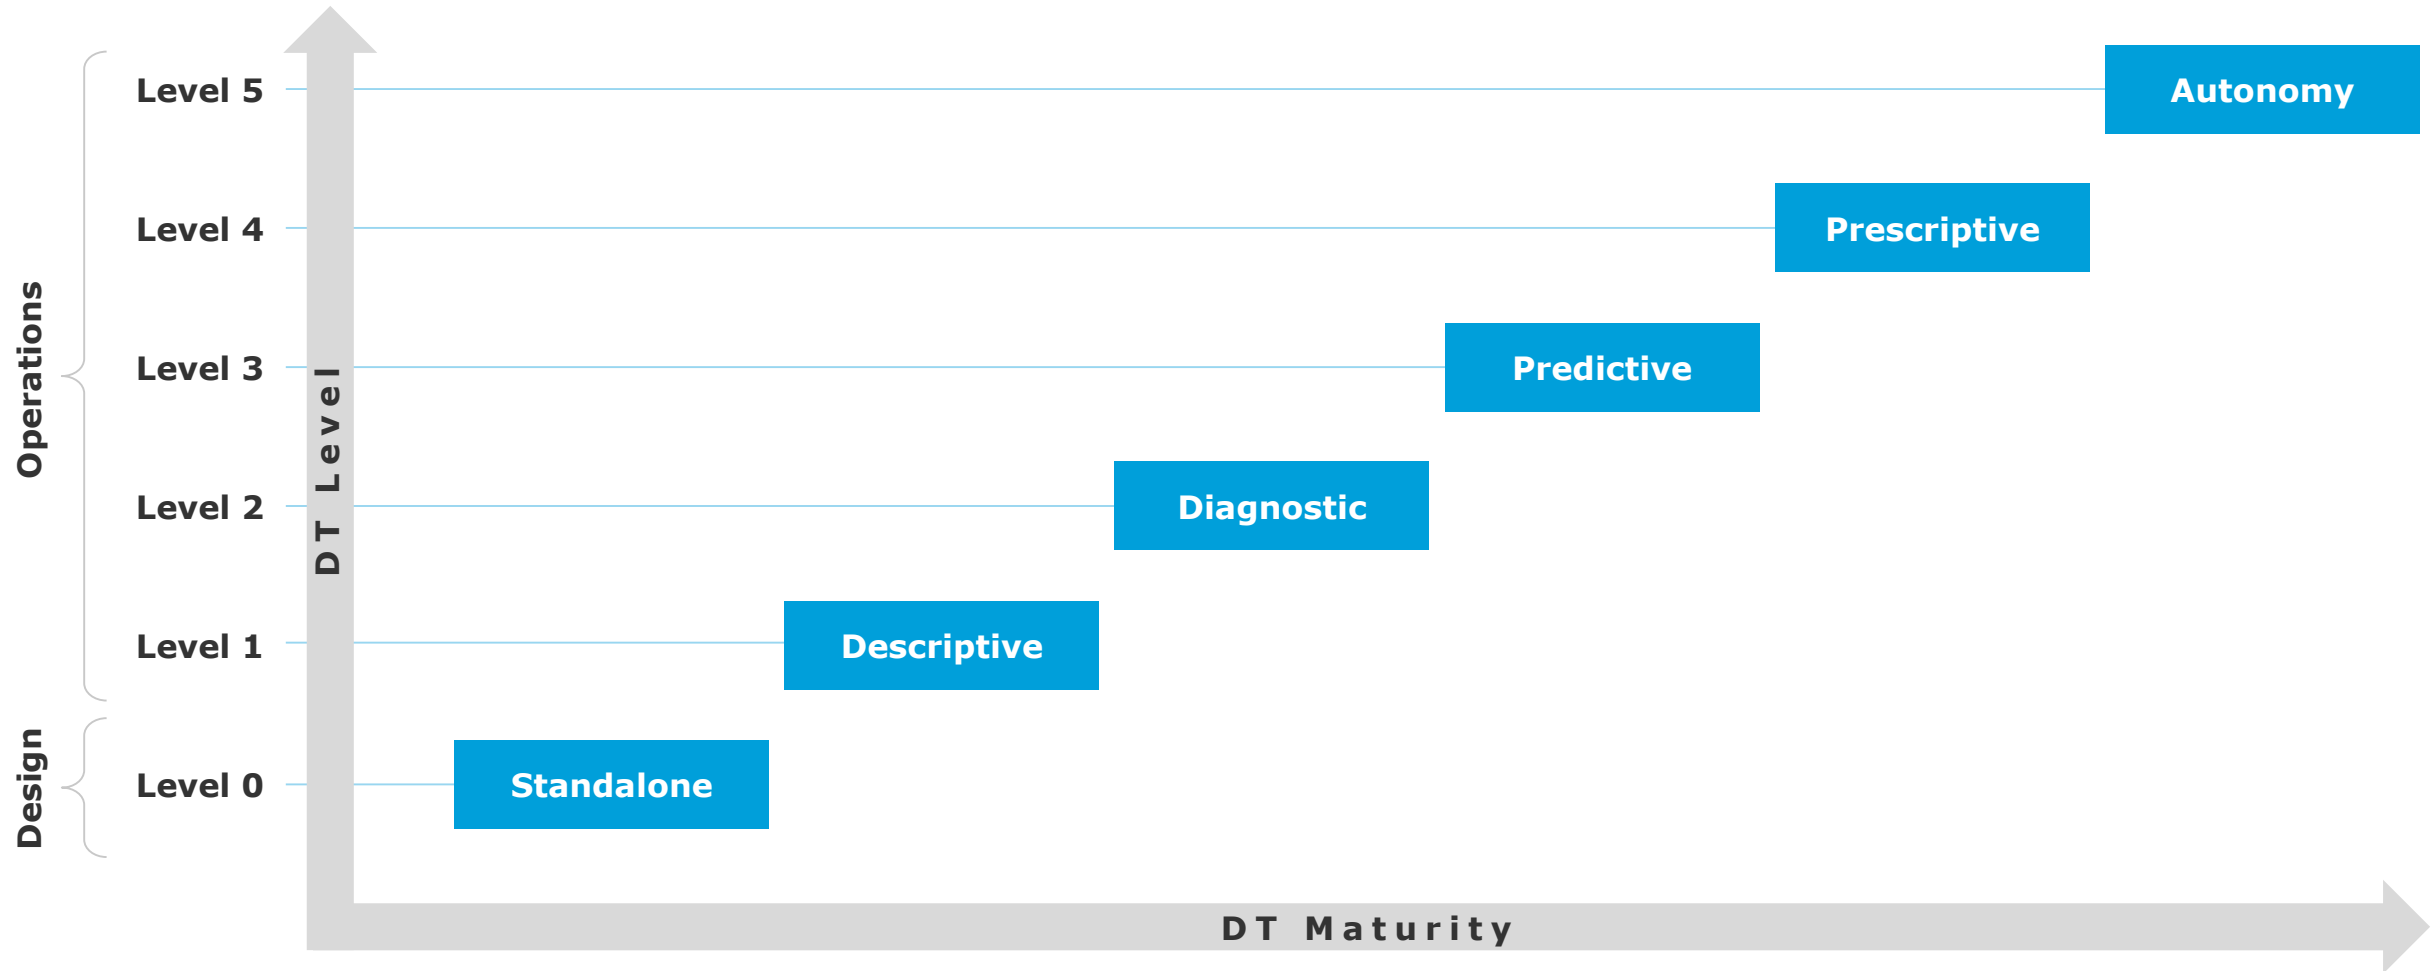 Level 5
Autonomy
Level 4
Prescriptive
Operations
Level 3
Predictive
DT Level
Level 2
Diagnostic
Level 1
Descriptive
Design
Level 0
Standalone
DT Maturity